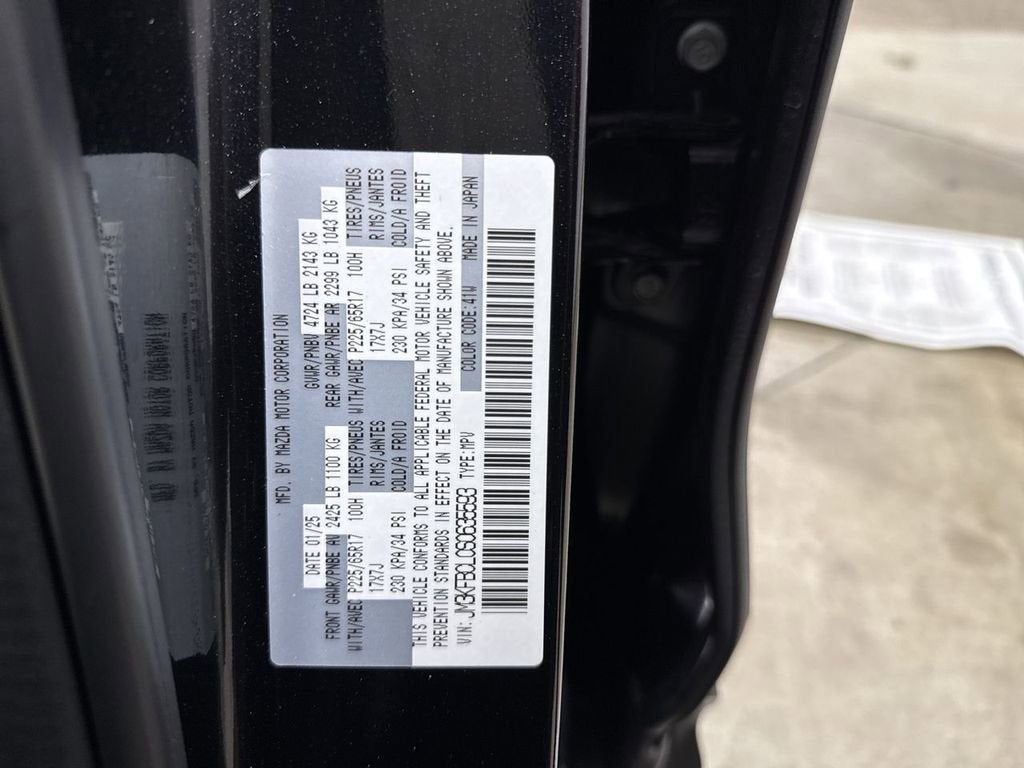 MFD. BY MAZDA MOTOR CORPORATION
DATE 01/25 GVWR/PNBV 4724 LB 2143 KG
FRONT GAWR/PNBE AV 2425 LB 1100 KG REAR GAWR/PNBE AR 2299 LB 1043 KG
WITH/AVEC P225/65R17 100H TIRES/PNEUS WITH/AVEC P225/65R17 100H TIRES/PNEUS
17X7J RIMS/JANTES 17X7J RIMS/JANTES
230 KPA/34 PSI COLD/A FROID 230 KPA/34 PSI COLD/A FROID
THIS VEHICLE CONFORMS TO ALL APPLICABLE FEDERAL MOTOR VEHICLE SAFETY AND THEFT
PREVENTION STANDARDS IN EFFECT ON THE DATE OF MANUFACTURE SHOWN ABOVE.
VIN: JM3KFBCL0S0635593 TYPE:MPV COLOR CODE:41W MADE IN JAPAN